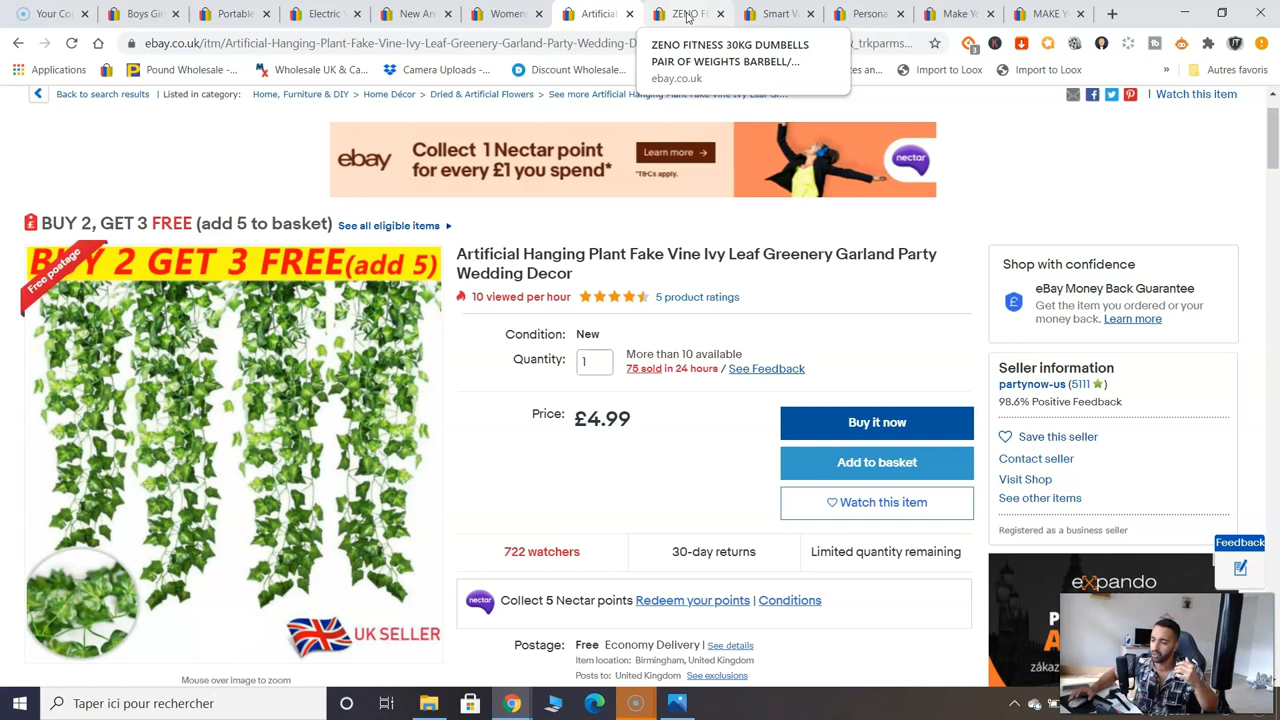 Your Co
Boys Gi
Portable
Electric
New An
Womens
Artificial
ZENO FI
Smart W
Persona
MAKE Y
MAKE Y
ebay.co.uk/itm/Artificial-Hanging-Plant-Fake-Vine-Ivy-Leaf-Greenery-Garland-Party-Wedding-D
_trkparms...
ZENO FITNESS 30KG DUMBELLS
PAIR OF WEIGHTS BARBELL/...
ebay.co.uk
Applications
Pound Wholesale - ...
Wholesale UK & Ca...
Camera Uploads - ...
Discount Wholesale...
es an...
Import to Loox
Import to Loox
»
Autres favoris
Back to search results | Listed in category: Home, Furniture & DIY > Home Décor > Dried & Artificial Flowers >
| Watch this item
ebay
Collect 1 Nectar point
for every £1 you spend*
Learn more →
*T&Cs apply.
nectar
BUY 2, GET 3 FREE (add 5 to basket) See all eligible items
BUY 2 GET 3 FREE(add 5)
Free postage
UK SELLER
Mouse over image to zoom
Artificial Hanging Plant Fake Vine Ivy Leaf Greenery Garland Party
Wedding Decor
10 viewed per hour
5 product ratings
Condition: New
Quantity: 1
More than 10 available
75 sold in 24 hours / See Feedback
Price: £4.99
Buy it now
Add to basket
Watch this item
722 watchers
30-day returns
Limited quantity remaining
nectar
Collect 5 Nectar points Redeem your points | Conditions
Postage: Free Economy Delivery | See details
Item location: Birmingham, United Kingdom
Posts to: United Kingdom See exclusions
Shop with confidence
eBay Money Back Guarantee
Get the item you ordered or your
money back. Learn more
Seller information
partynow-us (5111 )
98.6% Positive Feedback
Save this seller
Contact seller
Visit Shop
See other items
Registered as a business seller
Feedback
expando
zákaz
Taper ici pour rechercher